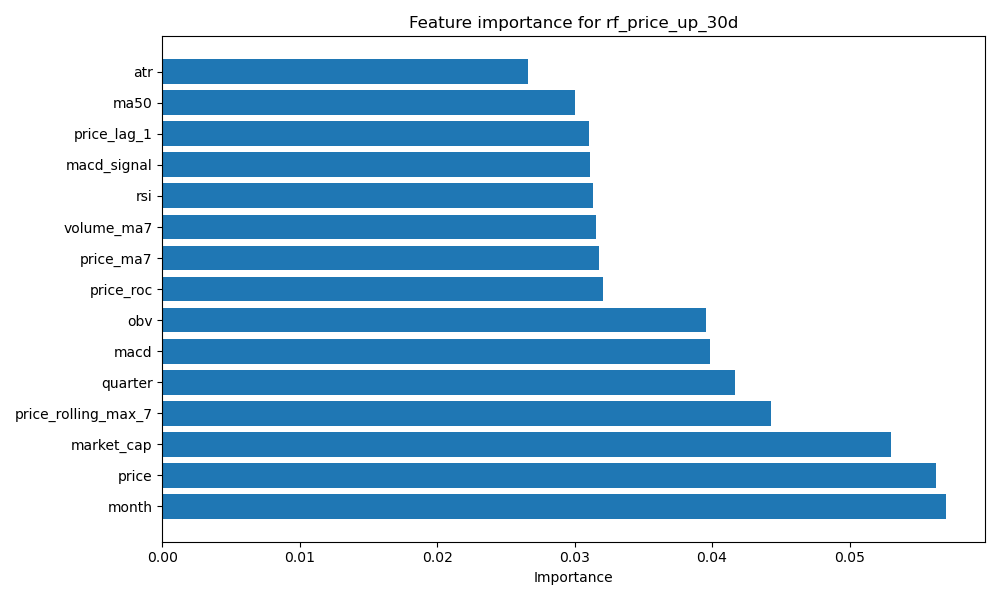 Feature importance for rf_price_up_30d
atr
ma50
price_lag_1
macd_signal
rsi
volume_ma7
price_ma7
price_roc
obv
macd
quarter
price_rolling_max_7
market_cap
price
month
0.00 0.01 0.02 0.03 0.04 0.05
Importance